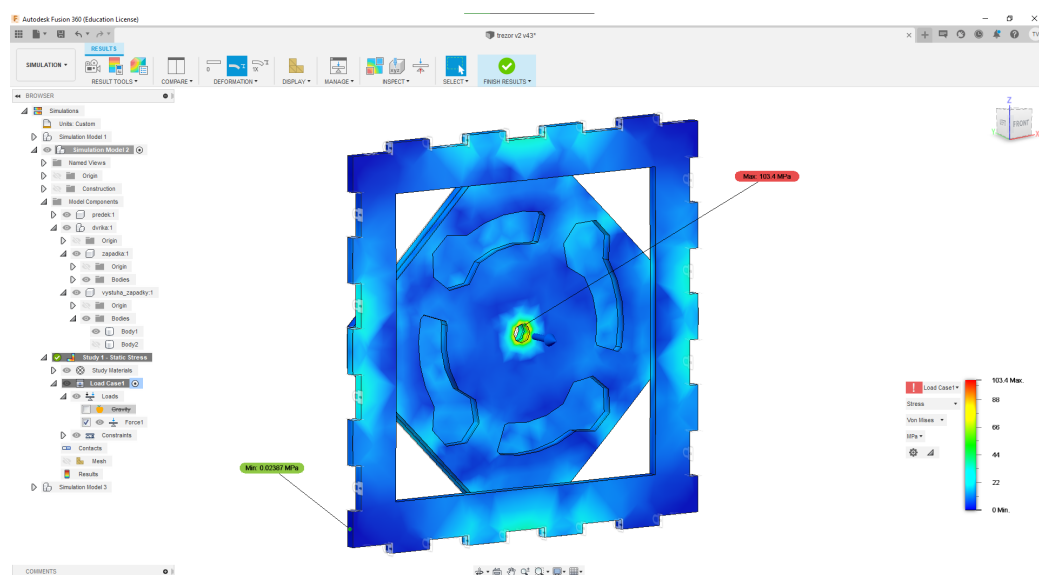 Autodesk Fusion 360 (Education License)
trezor v2 v43*
TV
RESULTS
SIMULATION
RESULT TOOLS
COMPARE
DEFORMATION
DISPLAY
MANAGE
INSPECT
SELECT
FINISH RESULTS
BROWSER
Simulations
Units: Custom
Simulation Model 1
Simulation Model 2
Named Views
Origin
Construction
Model Components
predek:1
dvrika:1
Origin
zapadka:1
Origin
Bodies
vystuha_zapadky:1
Origin
Bodies
Body1
Body2
Study 1 - Static Stress
Study Materials
Load Case1
Loads
Gravity
Force1
Constraints
Contacts
Mesh
Results
Simulation Model 3
Max: 103.4 MPa
Min: 0.02387 MPa
Z
FRONT
X
Load Case1
Stress
Von Mises
MPa
103.4 Max.
88
66
44
22
0 Min.
COMMENTS